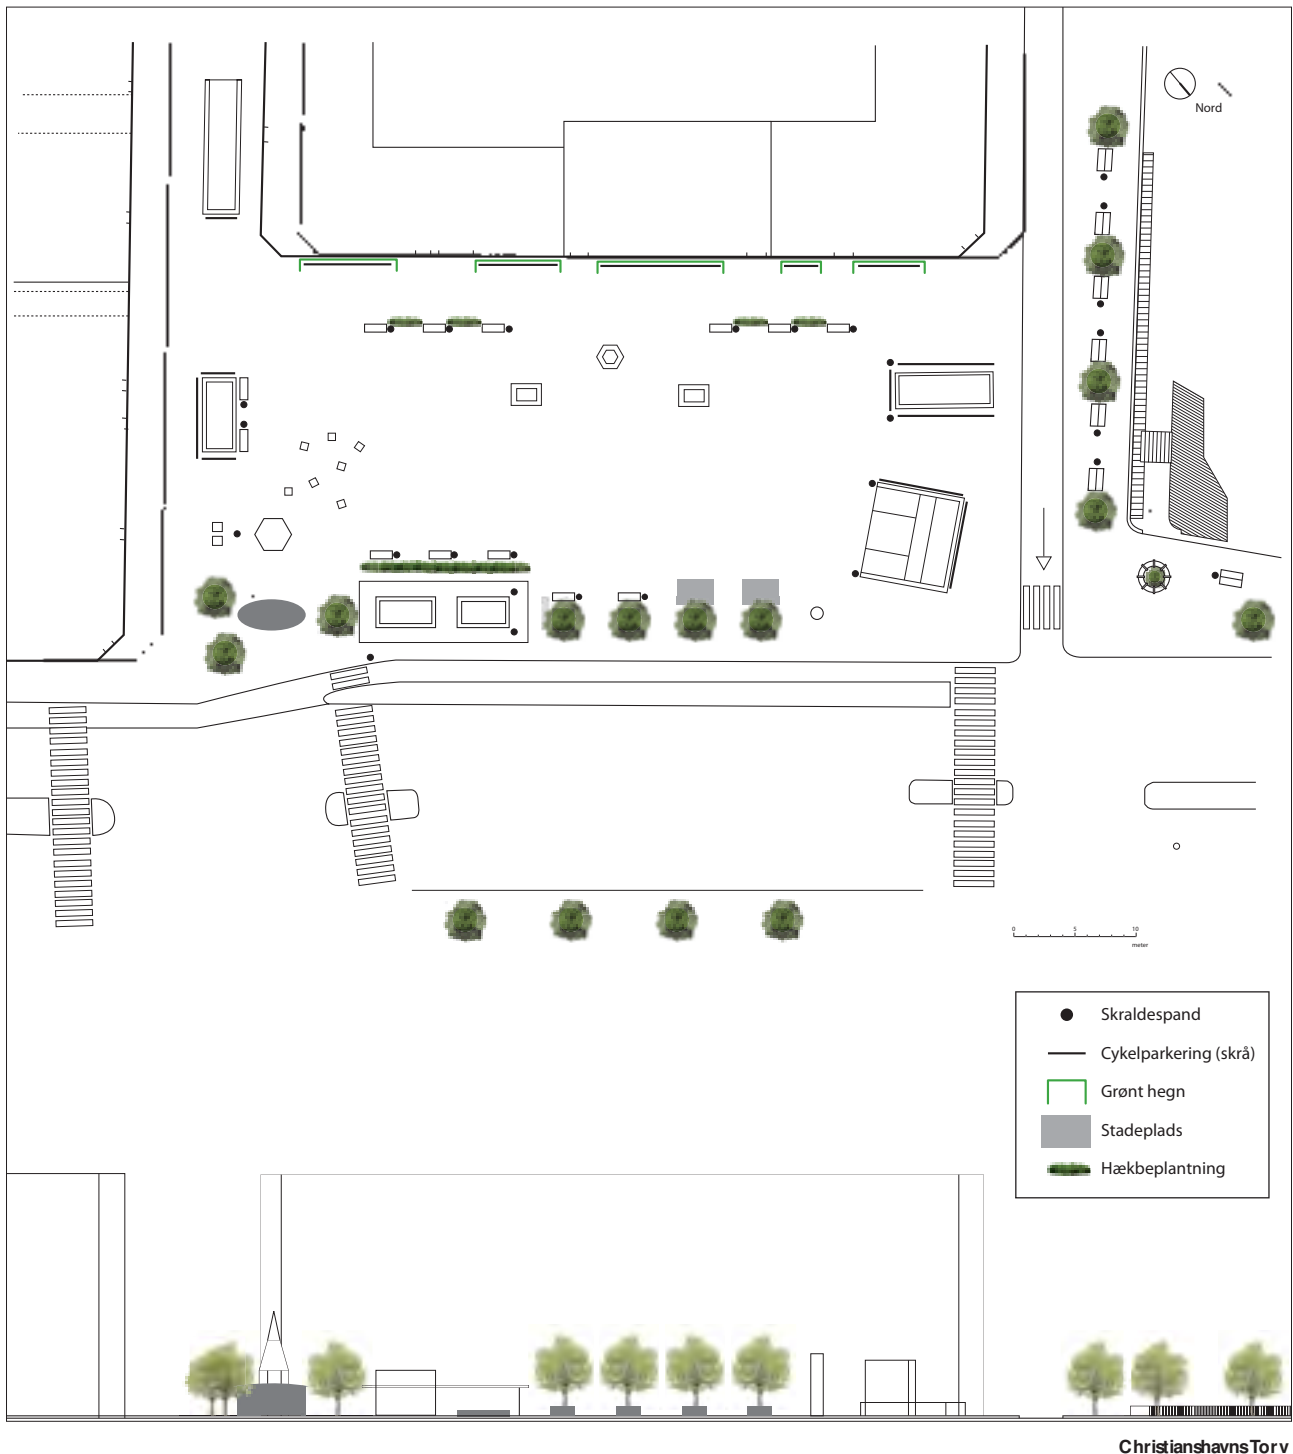 Nord
0 5 10
meter
Skraldespand
Cykelparkering (skrå)
Grønt hegn
Stadeplads
Hækbeplantning
ChristianshavnsTorv